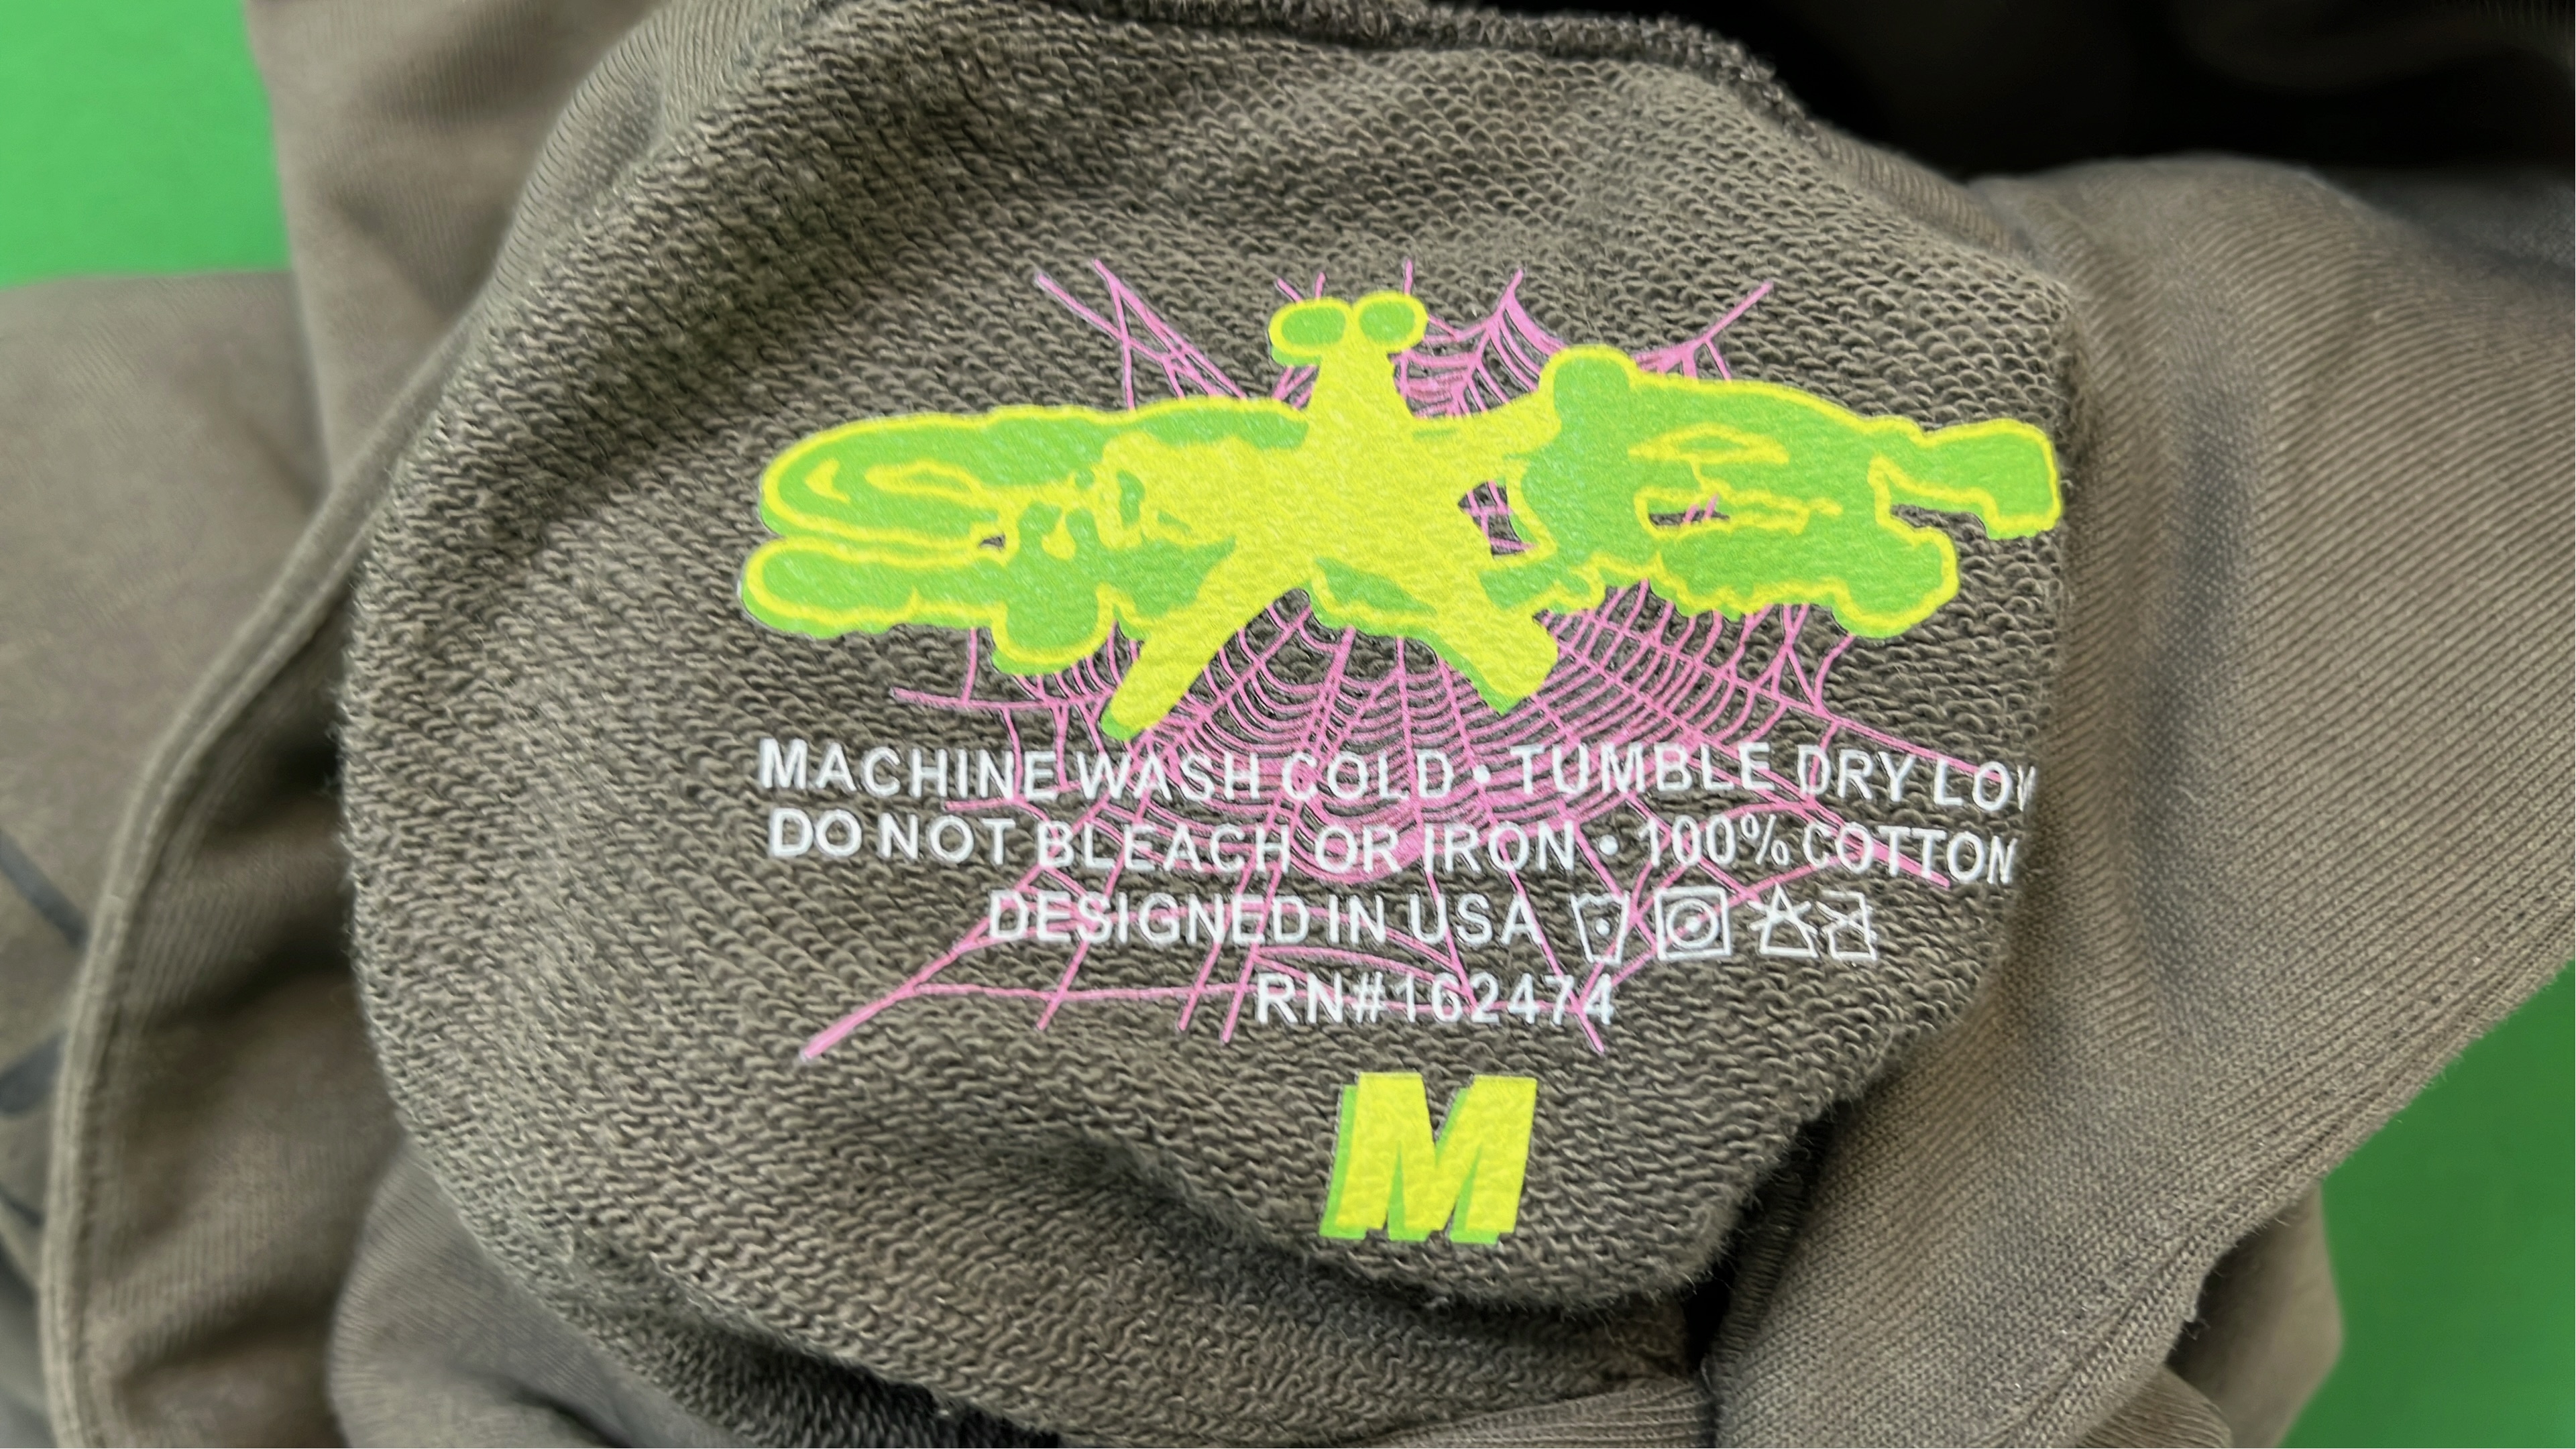 MACHINE WASH COLD • TUMBLE DRY LOW
DO NOT BLEACH OR IRON • 100% COTTON
DESIGNED IN USA
RN#162474
M